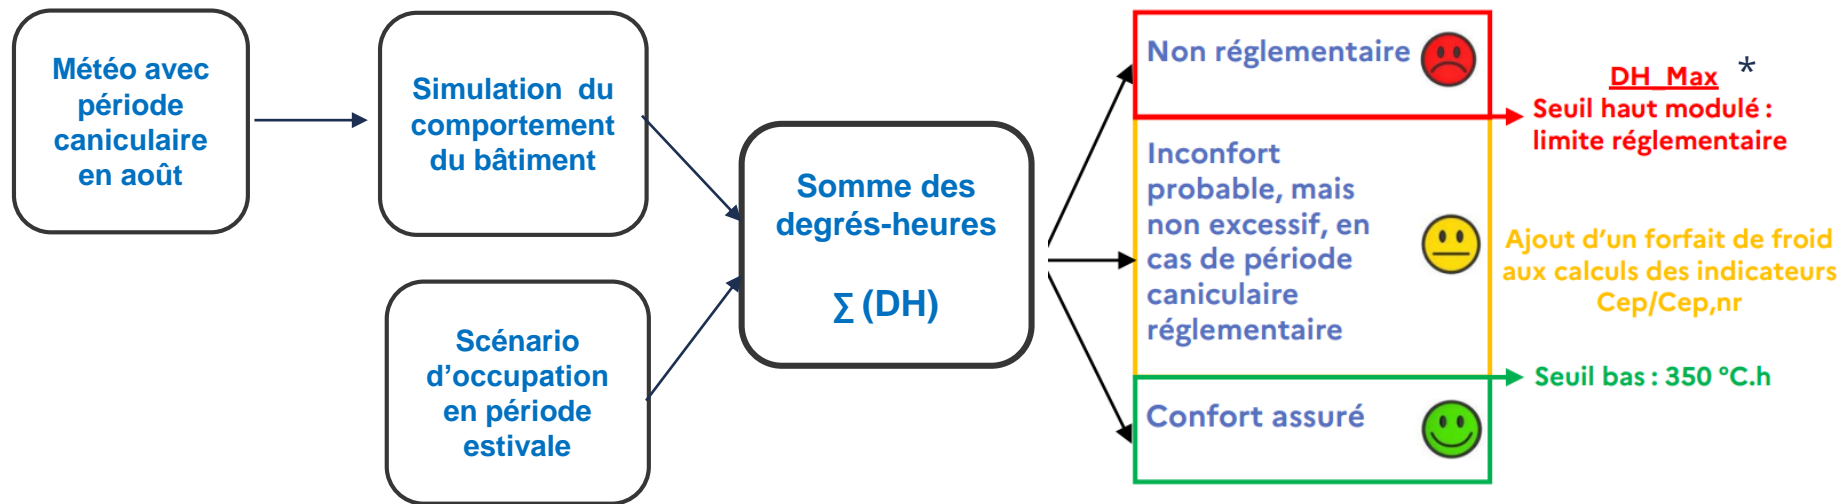 Météo avec
période
caniculaire
en août
Simulation du
comportement
du bâtiment
Scénario
d'occupation
en période
estivale
Somme des
degrés-heures
∑ (DH)
Non réglementaire
Inconfort
probable, mais
non excessif, en
cas de période
caniculaire
réglementaire
Confort assuré
DH_Max *
Seuil haut modulé :
limite réglementaire
Ajout d'un forfait de froid
aux calculs des indicateurs
Cep/Cep,nr
Seuil bas : 350 °C.h